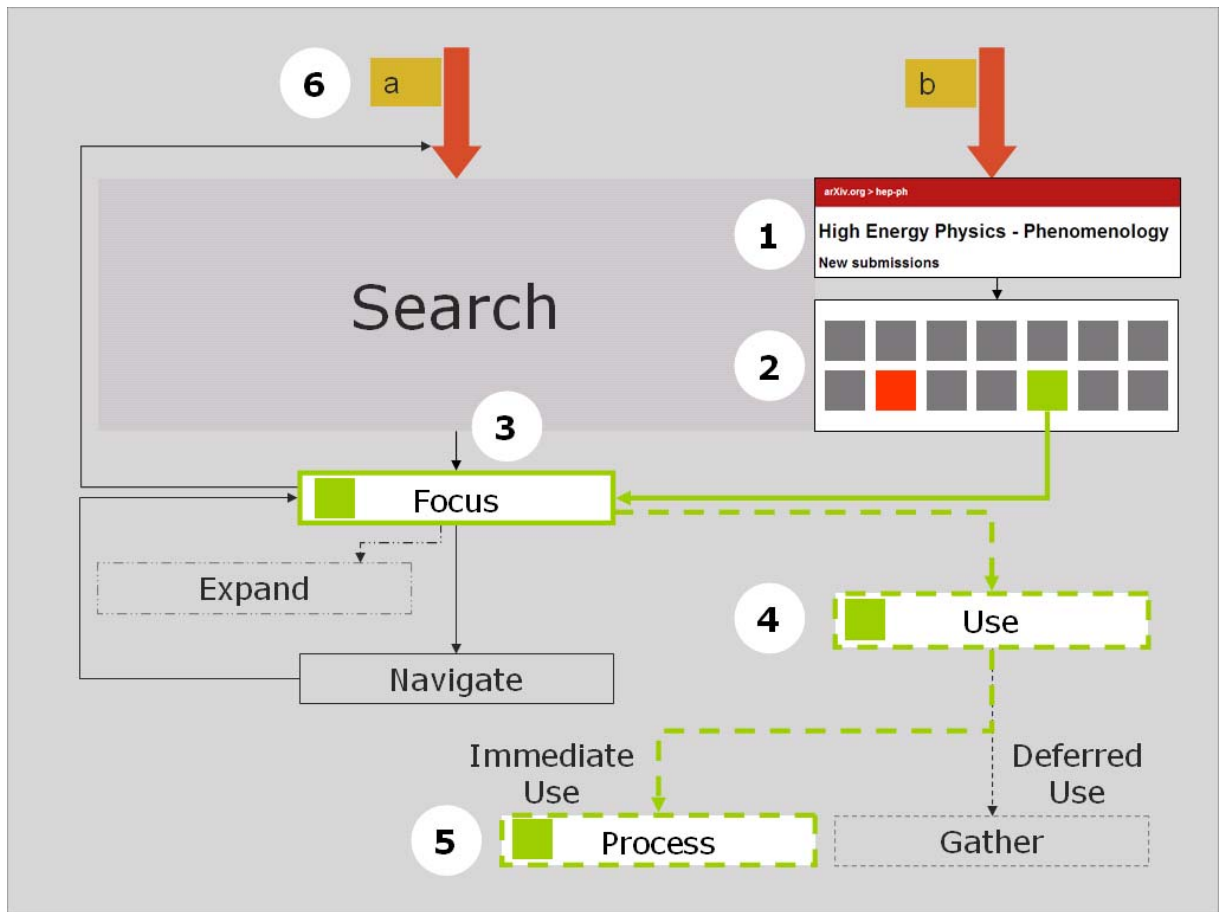 6
a
b
arXiv.org > hep-ph
1
High Energy Physics - Phenomenology
New submissions
Search
2
3
Focus
Expand
4
Use
Navigate
Immediate
Use
Deferred
Use
5
Process
Gather